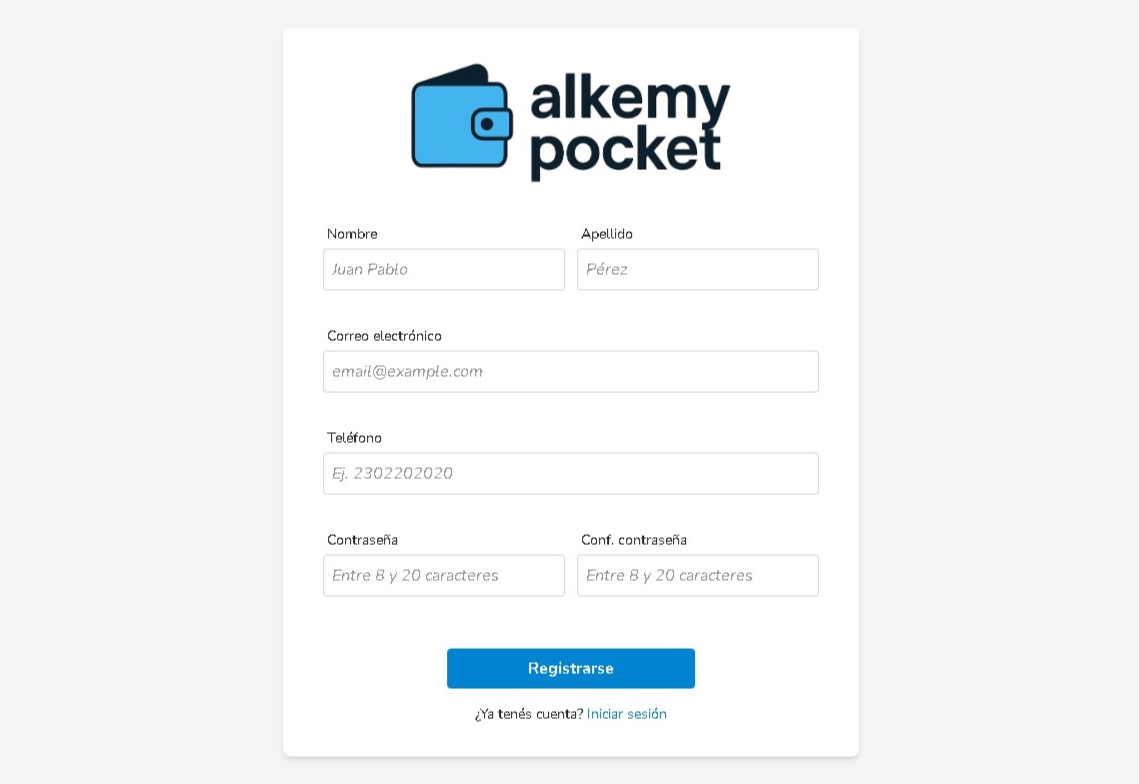 alkemy
pocket
Nombre Apellido
Juan Pablo Pérez
Correo electrónico
email@example.com
Teléfono
Ej. 2302202020
Contraseña Conf. contraseña
Entre 8 y 20 caracteres Entre 8 y 20 caracteres
Registrarse
¿Ya tenés cuenta? Iniciar sesión